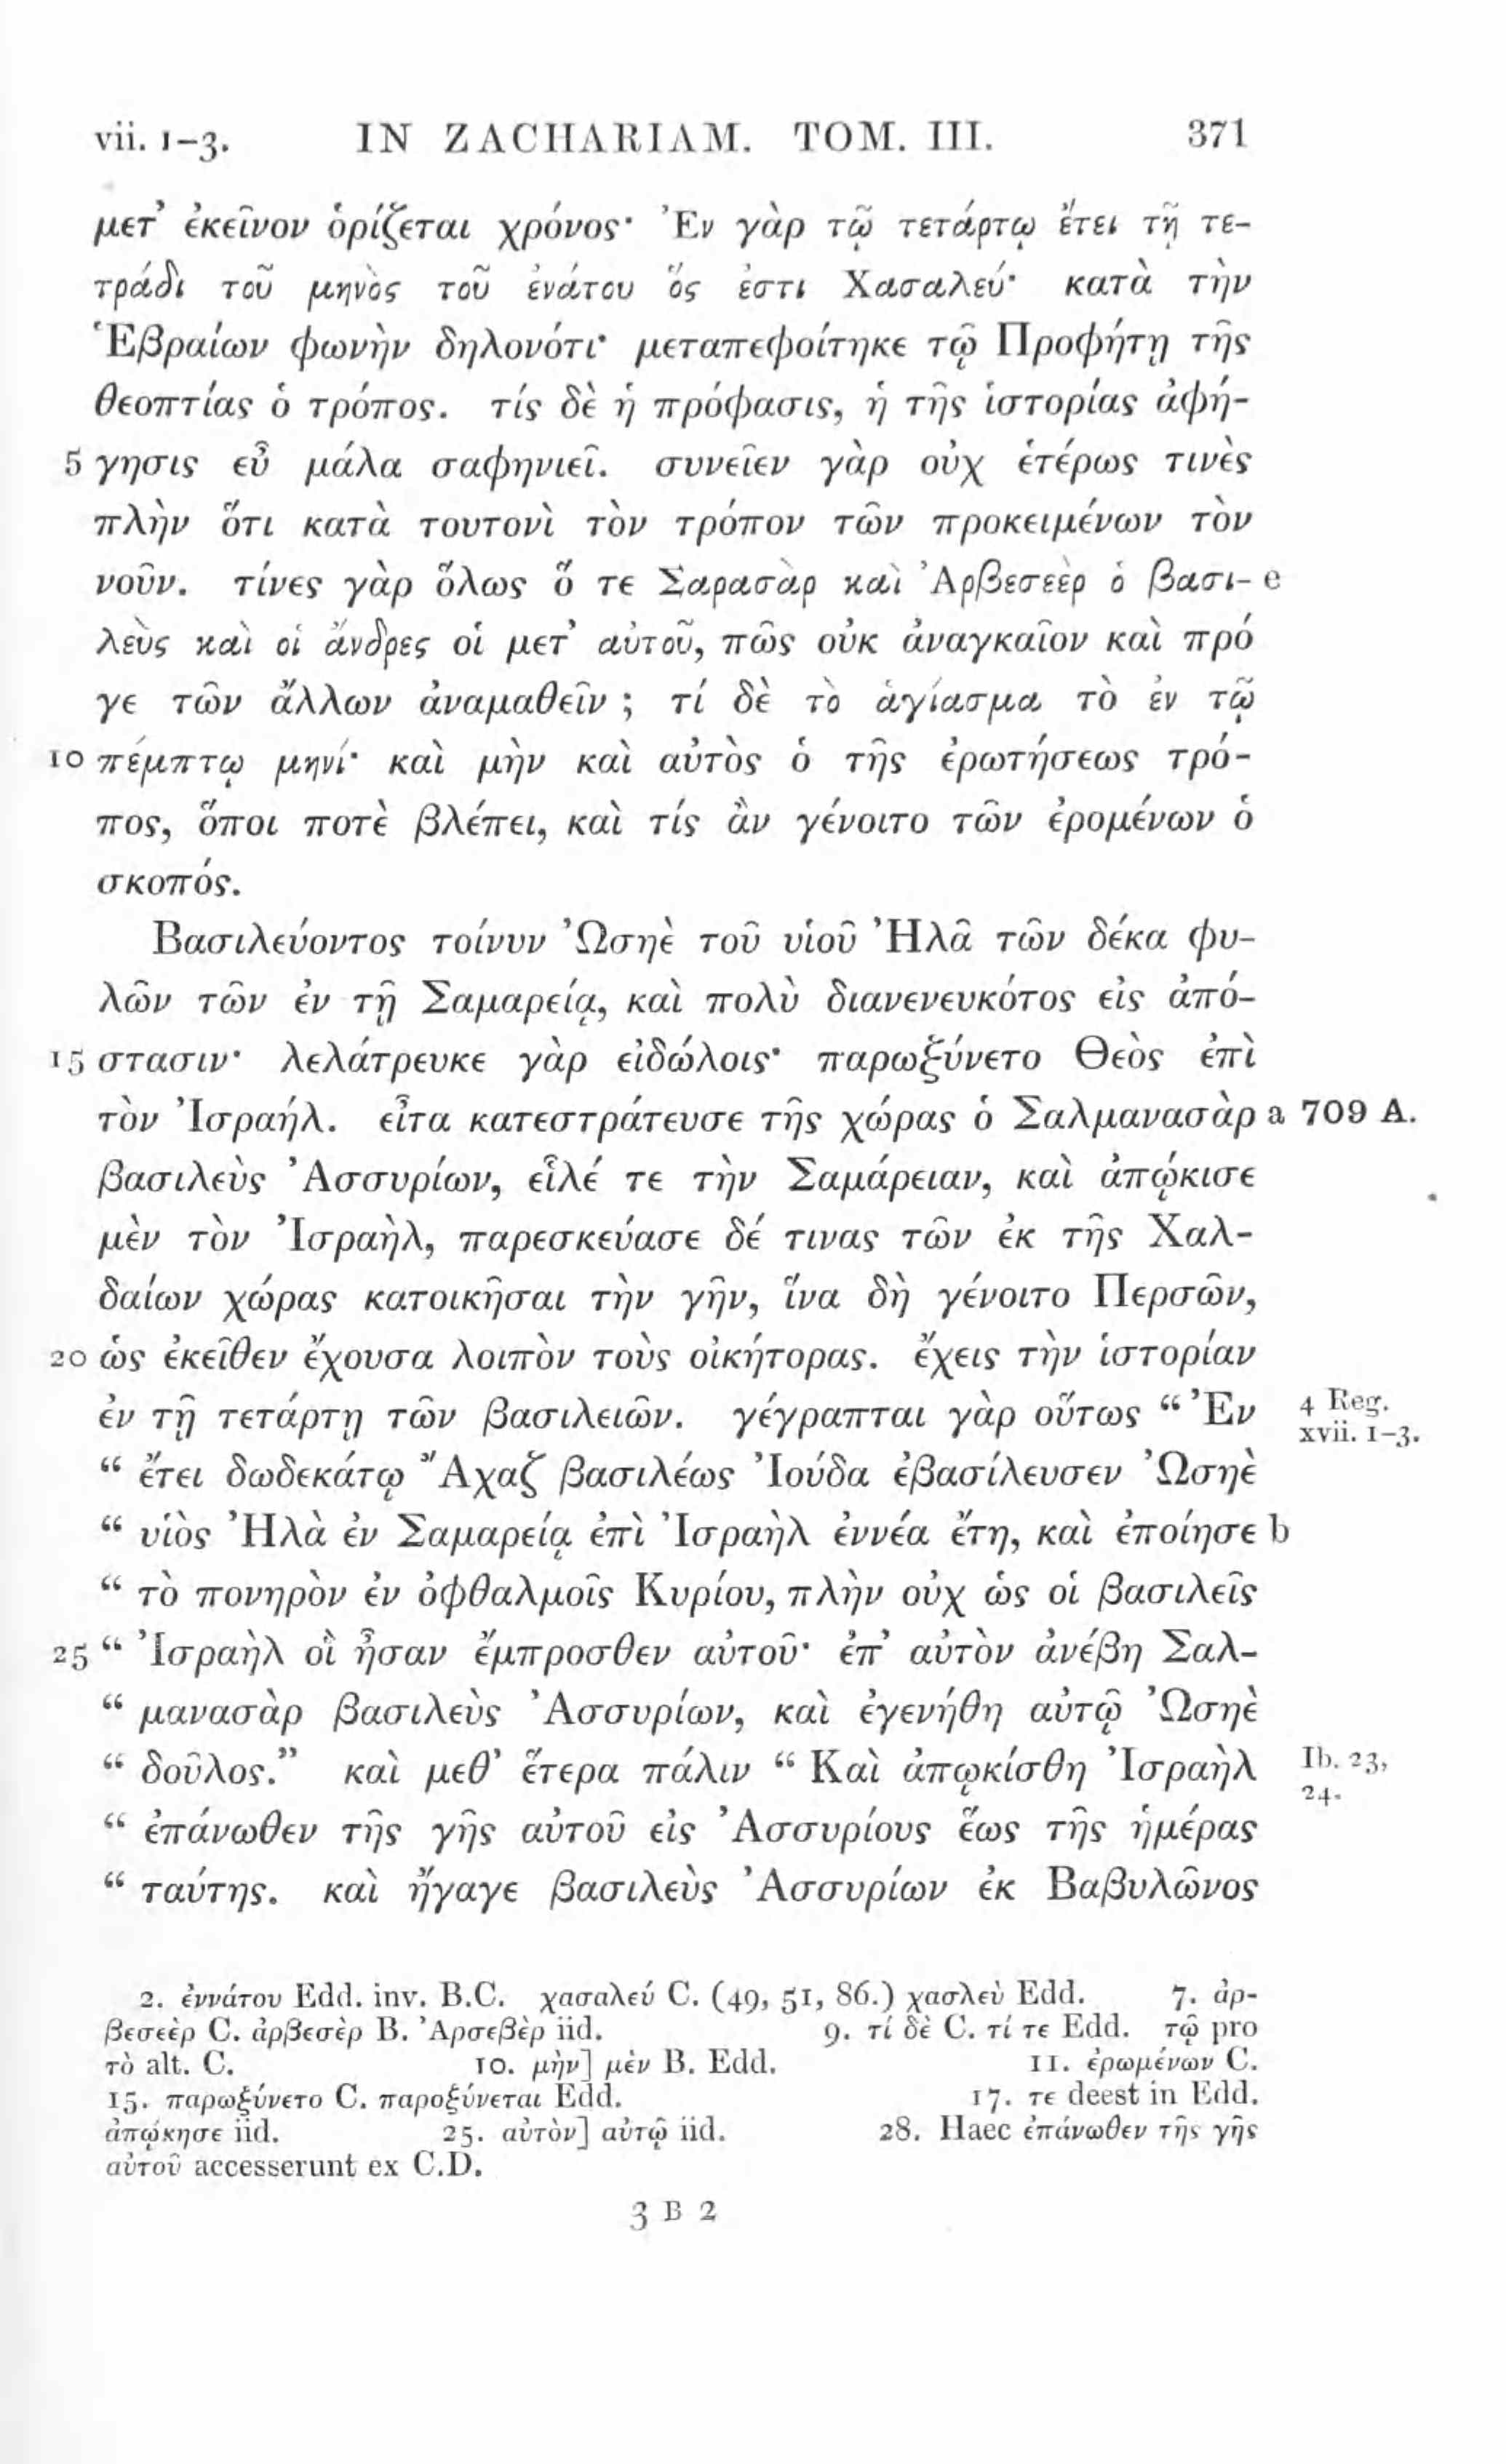 vii. 1-3. IN ZACHARIAM. TOM. III. 371
μετ’ ἐκεῖνον ὁρίζεται χρόνος· Ἐν γὰρ τῷ τετάρτῳ ἔτει τῇ τε-
τράδι τοῦ μηνὸς τοῦ ἐνάτου ὅς ἐστι Χασαλεύ· κατὰ τὴν
Ἑβραίων φωνὴν δηλονότι· μεταπεφοίτηκε τῷ Προφήτῃ τῆς
θεοπτίας ὁ τρόπος. τίς δὲ ἡ πρόφασις, ἡ τῆς ἱστορίας ἀφή-
5 γησις εὖ μάλα σαφηνιεῖ. συνεῖεν γὰρ οὐχ ἑτέρως τινὲς
πλὴν ὅτι κατὰ τουτονὶ τὸν τρόπον τῶν προκειμένων τὸν
νοῦν. τίνες γὰρ ὅλως ὅ τε Σαρασὰρ καὶ Ἀρβεσεὲρ ὁ βασι- e
λεὺς καὶ οἱ ἄνδρες οἱ μετ’ αὐτοῦ, πῶς οὐκ ἀναγκαῖον καὶ πρό
γε τῶν ἄλλων ἀναμαθεῖν ; τί δὲ τὸ ἁγίασμα τὸ ἐν τῷ
10 πέμπτῳ μηνί· καὶ μὴν καὶ αὐτὸς ὁ τῆς ἐρωτήσεως τρό-
πος, ὅποι ποτὲ βλέπει, καὶ τίς ἂν γένοιτο τῶν ἐρομένων ὁ
σκοπός.
Βασιλεύοντος τοίνυν Ὠσηὲ τοῦ υἱοῦ Ἠλᾶ τῶν δέκα φυ-
λῶν τῶν ἐν τῇ Σαμαρείᾳ, καὶ πολὺ διανενευκότος εἰς ἀπό-
15 στασιν· λελάτρευκε γὰρ εἰδώλοις· παρωξύνετο Θεὸς ἐπὶ
τὸν Ἰσραήλ. εἶτα κατεστράτευσε τῆς χώρας ὁ Σαλμανασὰρ a 709 A.
βασιλεὺς Ἀσσυρίων, εἷλέ τε τὴν Σαμάρειαν, καὶ ἀπῴκισε
μὲν τὸν Ἰσραὴλ, παρεσκεύασε δέ τινας τῶν ἐκ τῆς Χαλ-
δαίων χώρας κατοικῆσαι τὴν γῆν, ἵνα δὴ γένοιτο Περσῶν,
20 ὡς ἐκεῖθεν ἔχουσα λοιπὸν τοὺς οἰκήτορας. ἔχεις τὴν ἱστορίαν
ἐν τῇ τετάρτῃ τῶν βασιλειῶν. γέγραπται γὰρ οὕτως “ Ἐν 4 Reg. xvii. 1-3.
“ ἔτει δωδεκάτῳ Ἄχαζ βασιλέως Ἰούδα ἐβασίλευσεν Ὠσηὲ
“ υἱὸς Ἠλὰ ἐν Σαμαρείᾳ ἐπὶ Ἰσραὴλ ἐννέα ἔτη, καὶ ἐποίησε b
“ τὸ πονηρὸν ἐν ὀφθαλμοῖς Κυρίου, πλὴν οὐχ ὡς οἱ βασιλεῖς
25 “ Ἰσραὴλ οἳ ἦσαν ἔμπροσθεν αὐτοῦ· ἐπ’ αὐτὸν ἀνέβη Σαλ-
“ μανασὰρ βασιλεὺς Ἀσσυρίων, καὶ ἐγενήθη αὐτῷ Ὠσηὲ
“ δοῦλος.” καὶ μεθ’ ἕτερα πάλιν “ Καὶ ἀπῳκίσθη Ἰσραὴλ Ib. 23, 24.
“ ἐπάνωθεν τῆς γῆς αὐτοῦ εἰς Ἀσσυρίους ἕως τῆς ἡμέρας
“ ταύτης. καὶ ἤγαγε βασιλεὺς Ἀσσυρίων ἐκ Βαβυλῶνος
2. ἐννάτου Edd. inv. B.C. χασαλεύ C. (49, 51, 86.) χασλεὺ Edd. 7. ἀρ-
βεσεὲρ C. ἀρβεσὲρ B. Ἀρσεβὲρ iid. 9. τί δὲ C. τί τε Edd. τῷ pro
τὸ alt. C. 10. μὴν] μὲν B. Edd. 11. ἐρωμένων C.
15. παρωξύνετο C. παροξύνεται Edd. 17. τε deest in Edd.
ἀπῴκησε iid. 25. αὐτὸν] αὐτῷ iid. 28. Haec ἐπάνωθεν τῆς γῆς
αὐτοῦ accesserunt ex C.D.
3 B 2